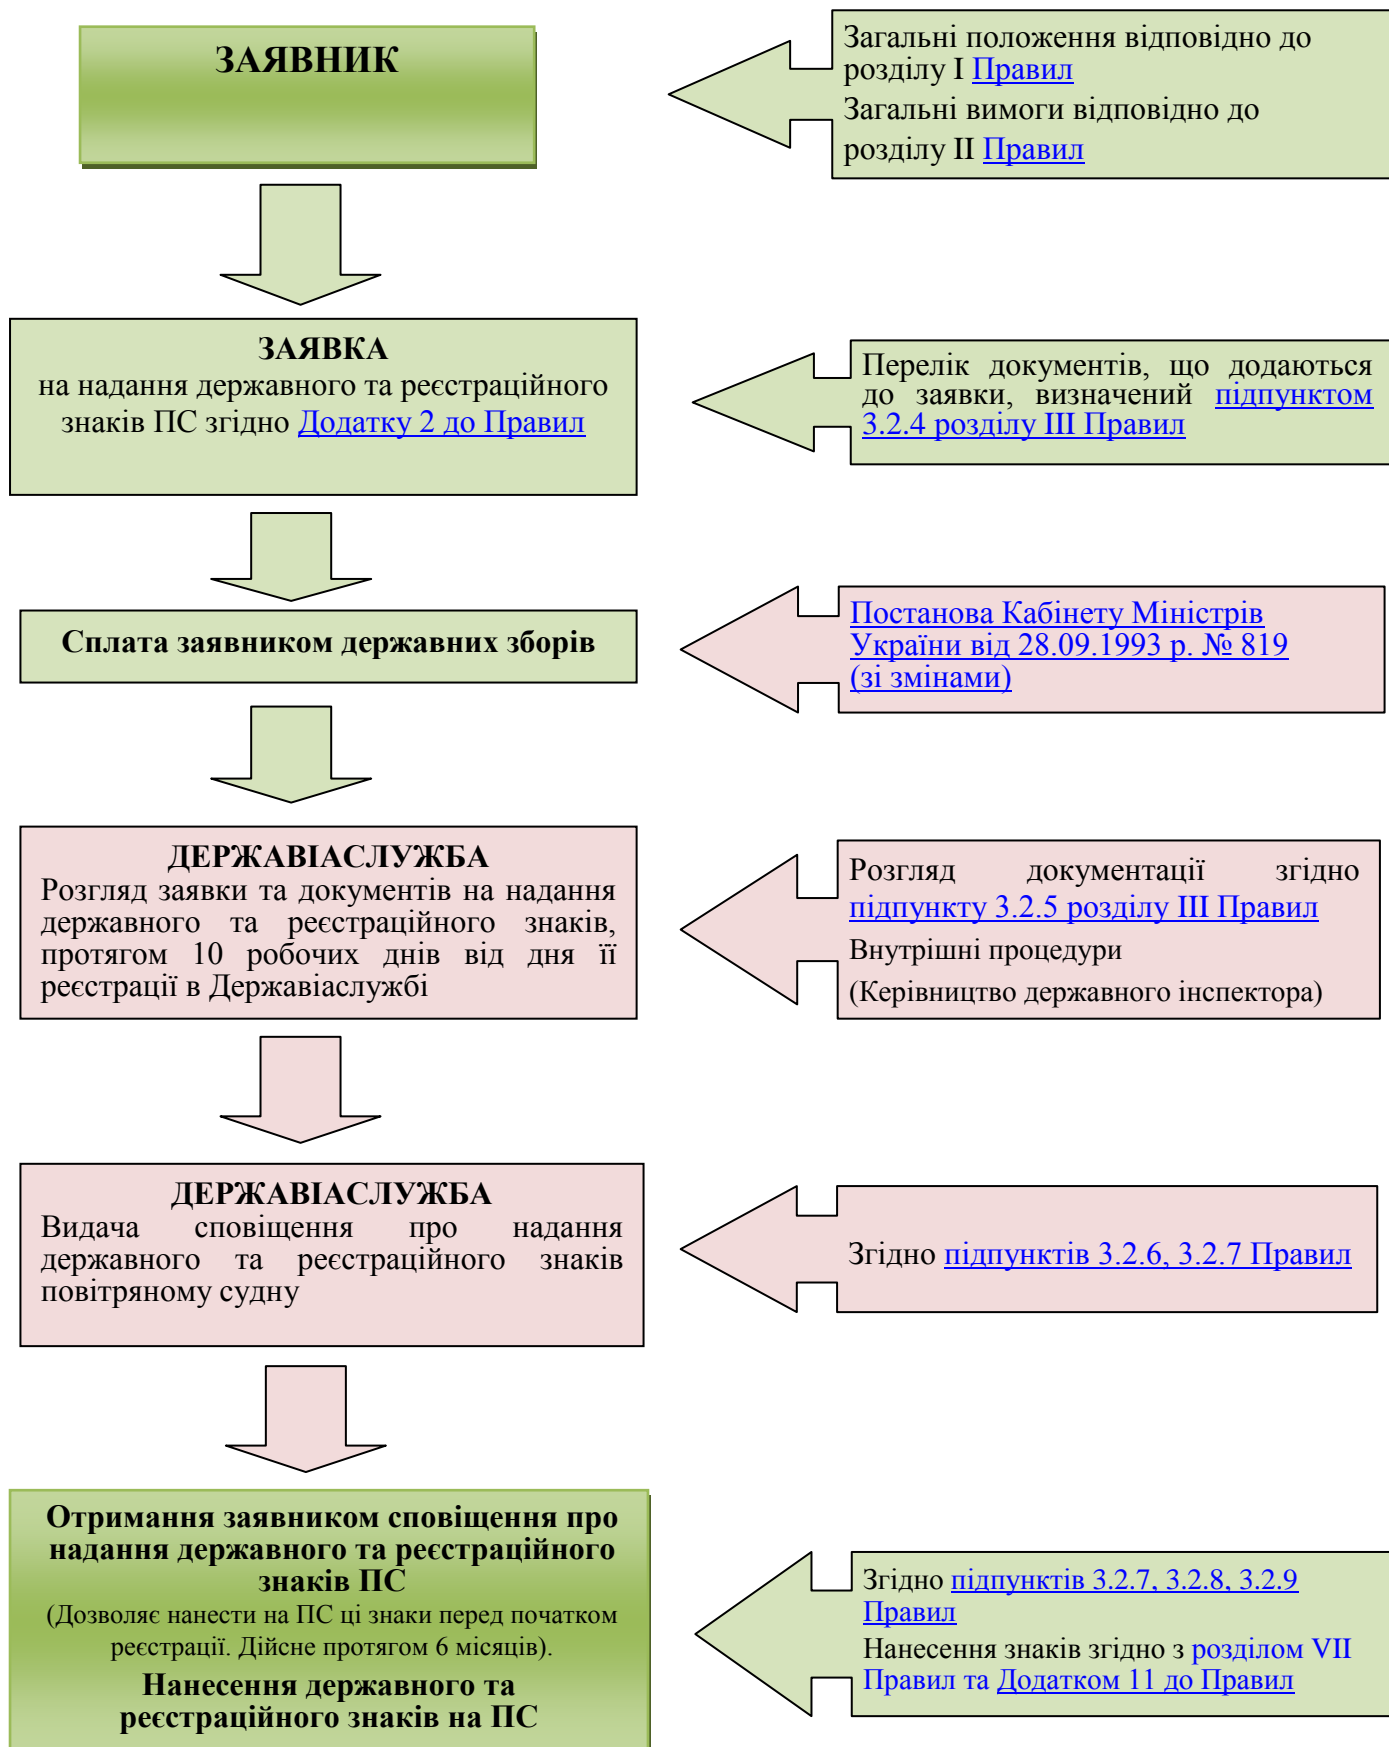 ЗАЯВНИК
Загальні положення відповідно до
розділу I Правил
Загальні вимоги відповідно до
розділу II Правил
ЗАЯВКА
на надання державного та реєстраційного
знаків ПС згідно Додатку 2 до Правил
Перелік документів, що додаються
до заявки, визначений підпунктом
3.2.4 розділу III Правил
Сплата заявником державних зборів
Постанова Кабінету Міністрів
України від 28.09.1993 р. № 819
(зі змінами)
ДЕРЖАВІАСЛУЖБА
Розгляд заявки та документів на надання
державного та реєстраційного знаків,
протягом 10 робочих днів від дня її
реєстрації в Державіаслужбі
Розгляд документації згідно
підпункту 3.2.5 розділу III Правил
Внутрішні процедури
(Керівництво державного інспектора)
ДЕРЖАВІАСЛУЖБА
Видача сповіщення про надання
державного та реєстраційного знаків
повітряному судну
Згідно підпунктів 3.2.6, 3.2.7 Правил
Отримання заявником сповіщення про
надання державного та реєстраційного
знаків ПС
(Дозволяє нанести на ПС ці знаки перед початком
реєстрації. Дійсне протягом 6 місяців).
Нанесення державного та
реєстраційного знаків на ПС
Згідно підпунктів 3.2.7, 3.2.8, 3.2.9
Правил
Нанесення знаків згідно з розділом VII
Правил та Додатком 11 до Правил